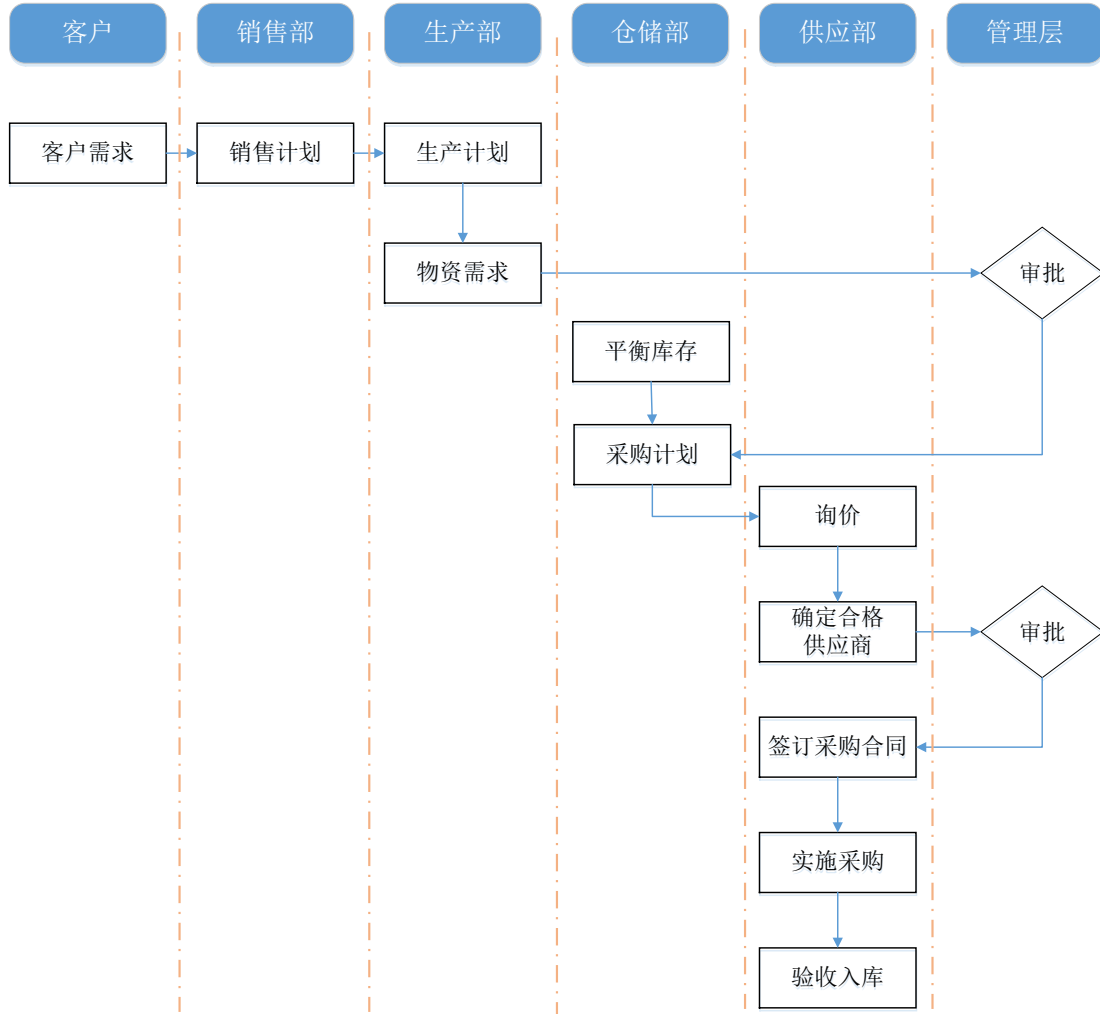 客户
销售部
生产部
仓储部
供应部
管理层
客户需求
销售计划
生产计划
物资需求
审批
平衡库存
采购计划
询价
确定合格
供应商
审批
签订采购合同
实施采购
验收入库